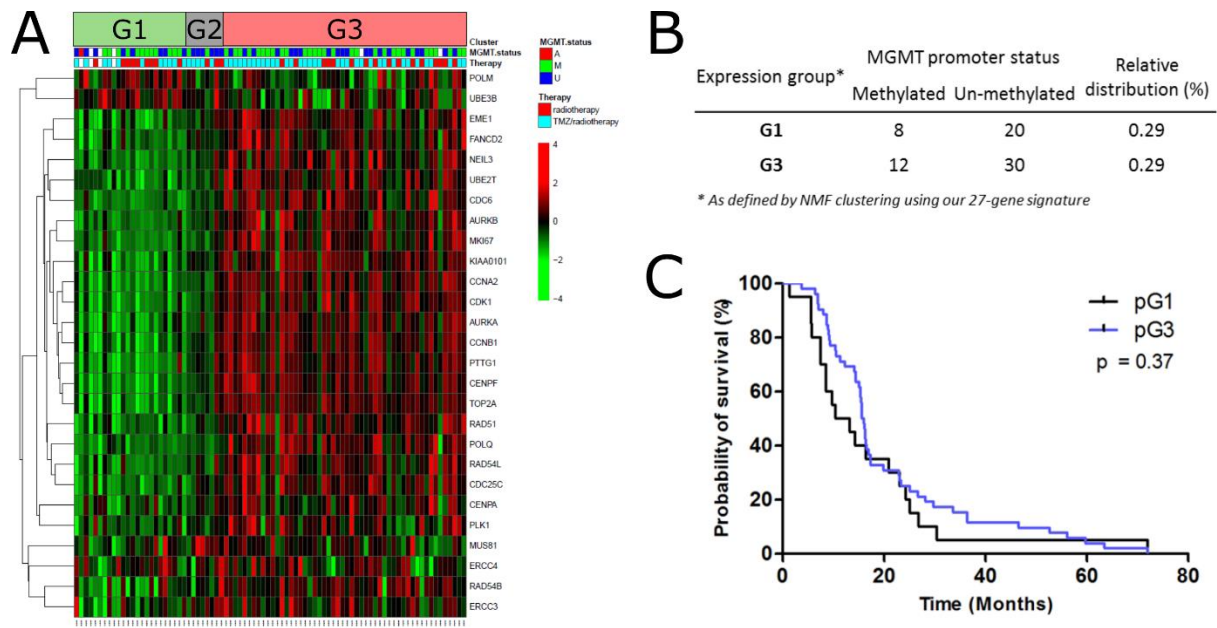 A
G1 G2 G3
Cluster
MGMT.status
Therapy
POLM
UBE3B
EME1
FANCD2
NEIL3
UBE2T
CDC6
AURKB
MKI67
KIAA0101
CCNA2
CDK1
AURKA
CCNB1
PTTG1
CENPF
TOP2A
RAD51
POLQ
RAD54L
CDC25C
CENPA
PLK1
MUS81
ERCC4
RAD54B
ERCC3
MGMT.status
A
M
U
Therapy
radiotherapy
TMZ/radiotherapy
4
2
0
−2
−4
B
Expression group*
MGMT promoter status
Methylated Un-methylated
Relative
distribution (%)
G1 8 20 0.29
G3 12 30 0.29
* As defined by NMF clustering using our 27-gene signature
C
Probability of survival (%)
100
80
60
40
20
0
pG1
pG3
p = 0.37
0 20 40 60 80
Time (Months)